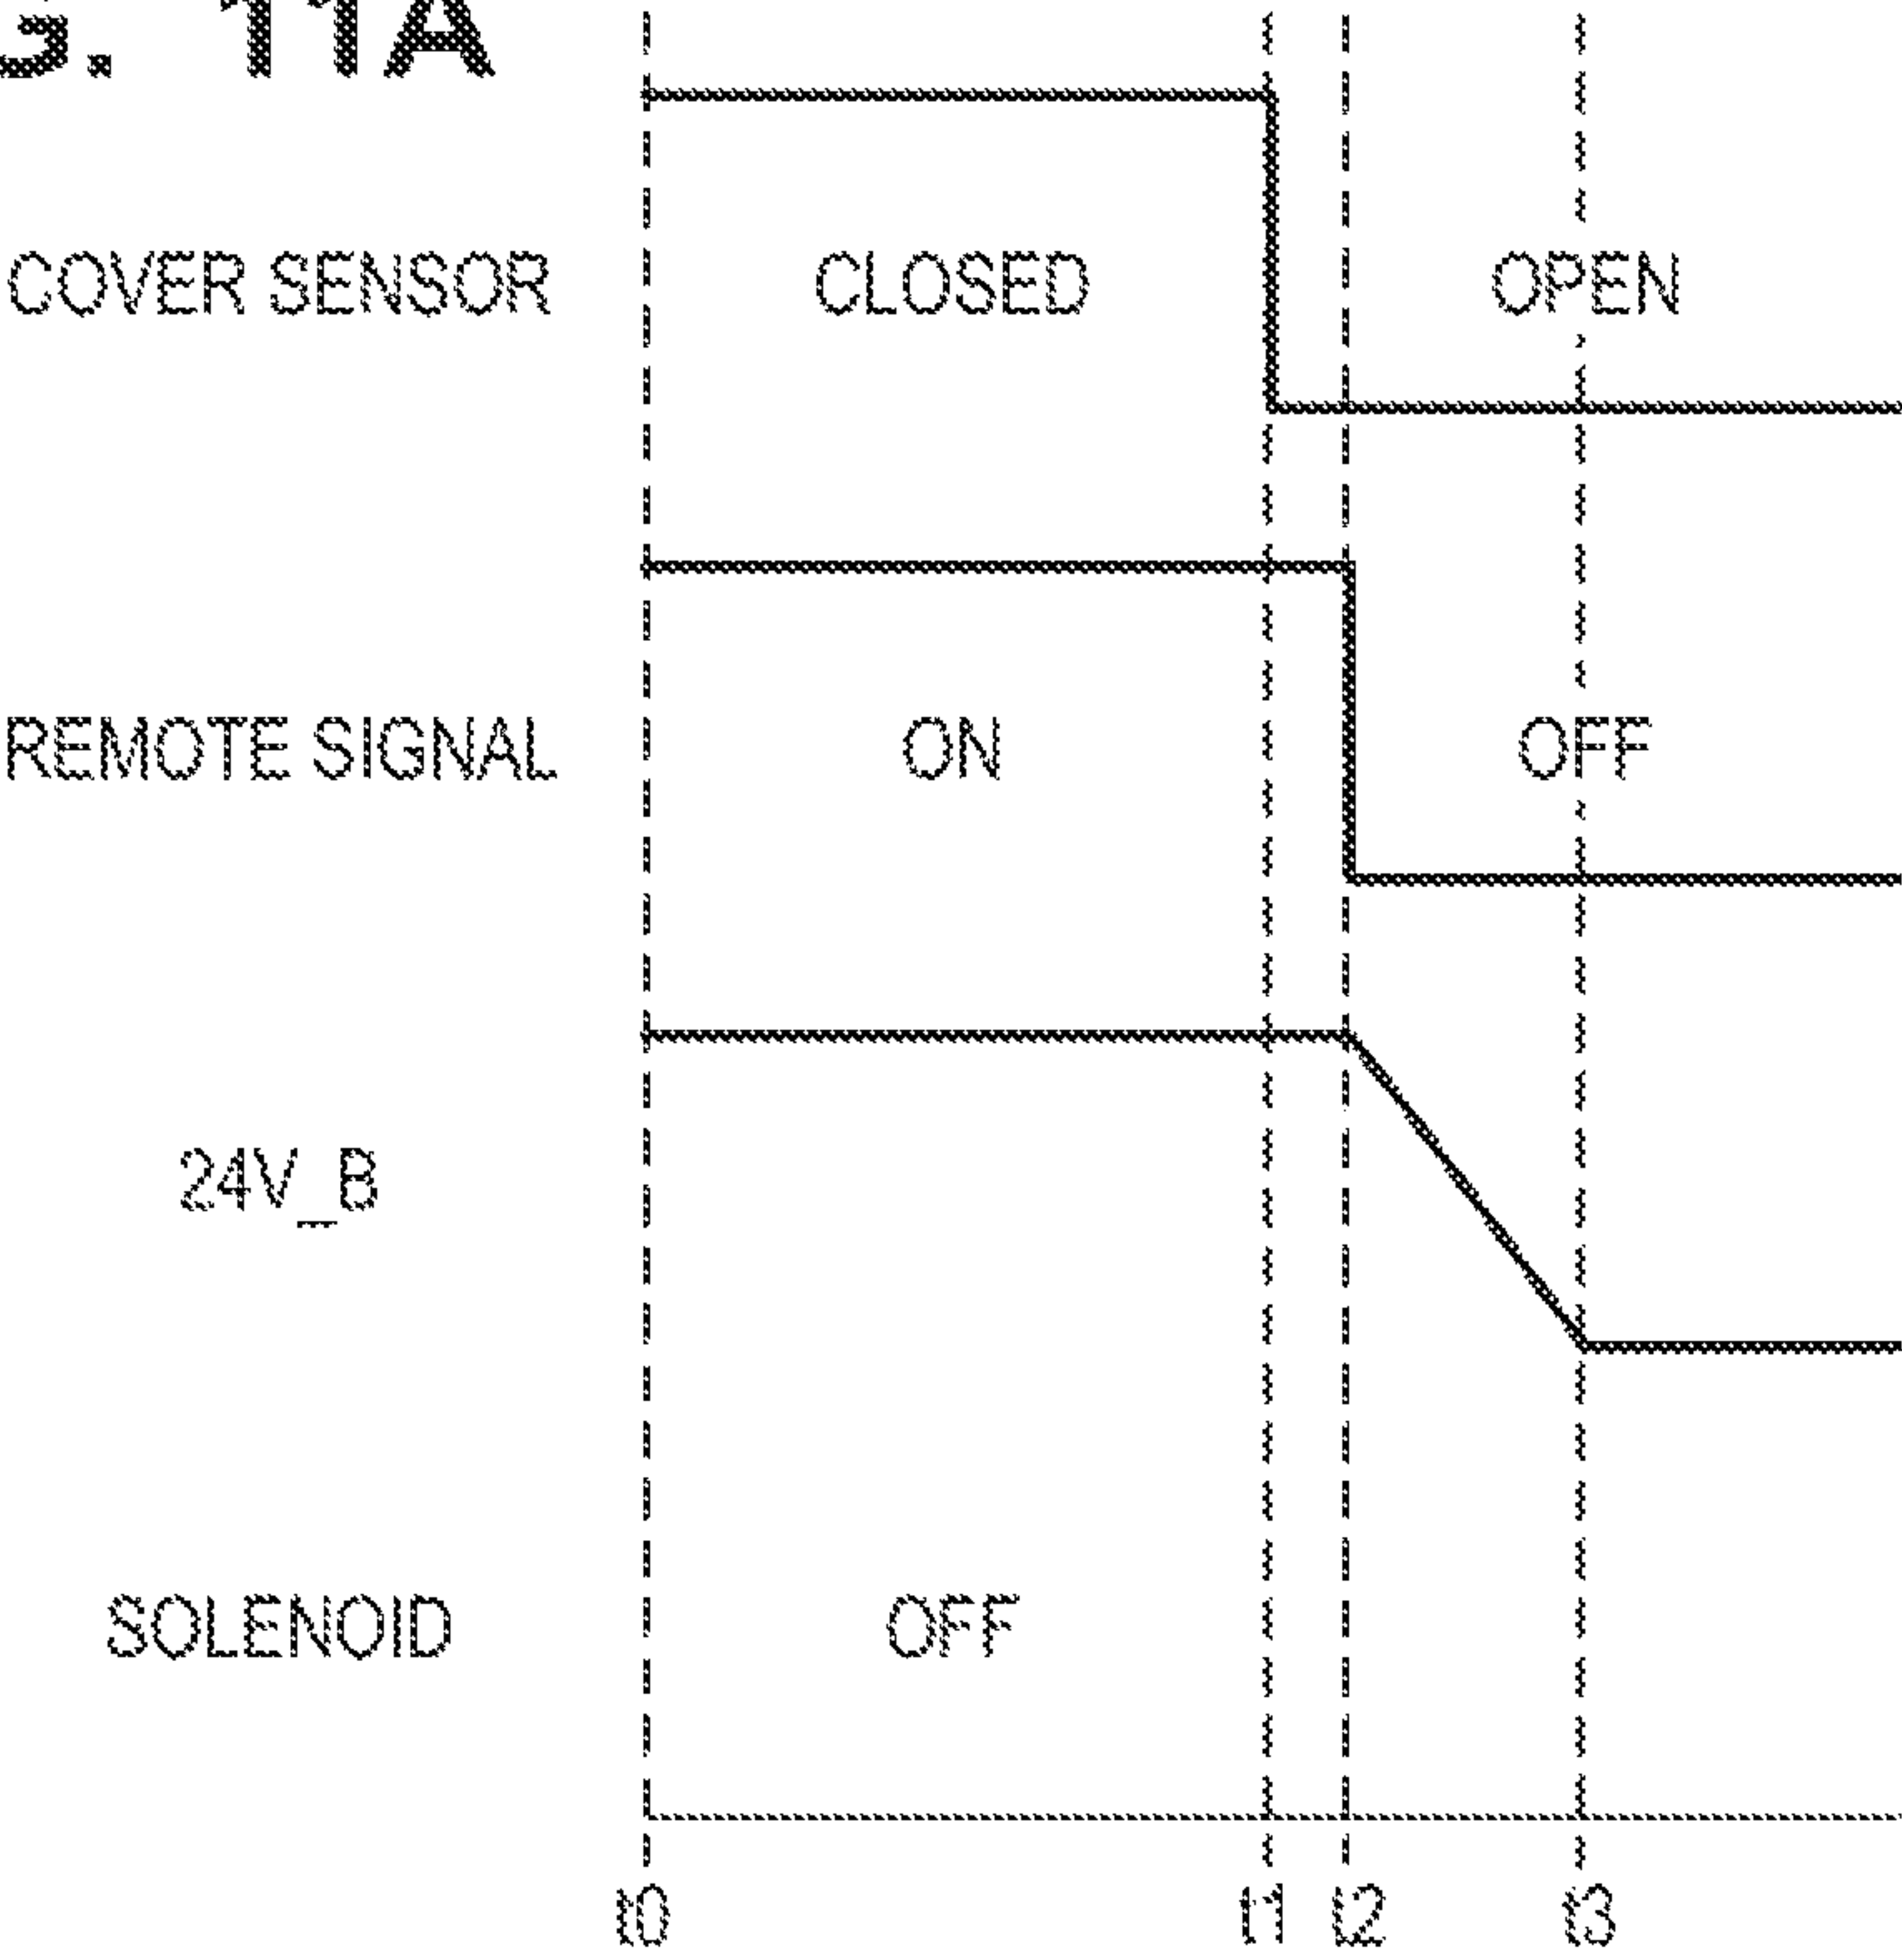 G. 11A
COVER SENSOR CLOSED OPEN
REMOTE SIGNAL ON OFF
24V_B
SOLENOID OFF
t0 t1 t2 t3